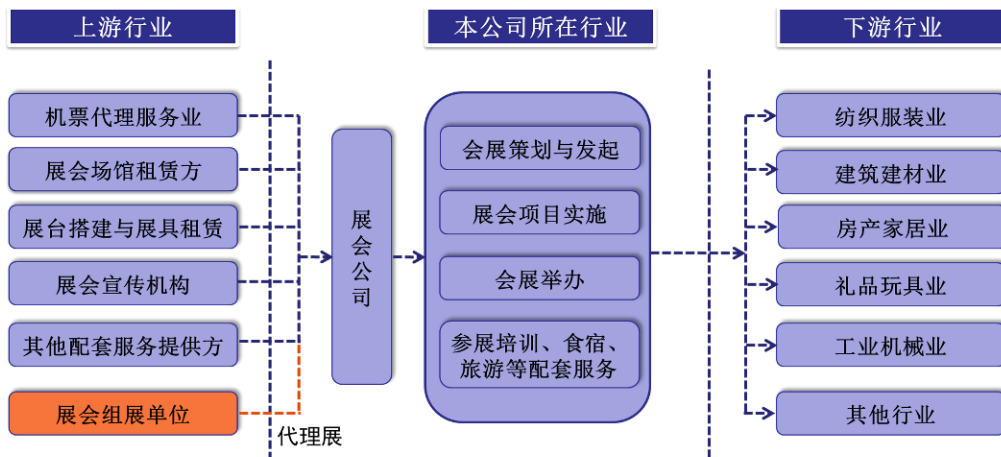 上游行业
本公司所在行业
下游行业
机票代理服务业
展会场馆租赁方
展台搭建与展具租赁
展会宣传机构
其他配套服务提供方
展会组展单位
代理展
展会公司
会展策划与发起
展会项目实施
会展举办
参展培训、食宿、
旅游等配套服务
纺织服装业
建筑建材业
房产家居业
礼品玩具业
工业机械业
其他行业